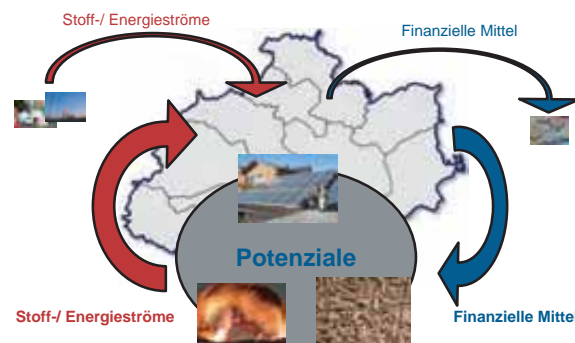 Stoff-/ Energieströme
Finanzielle Mittel
Potenziale
Stoff-/ Energieströme
Finanzielle Mitte